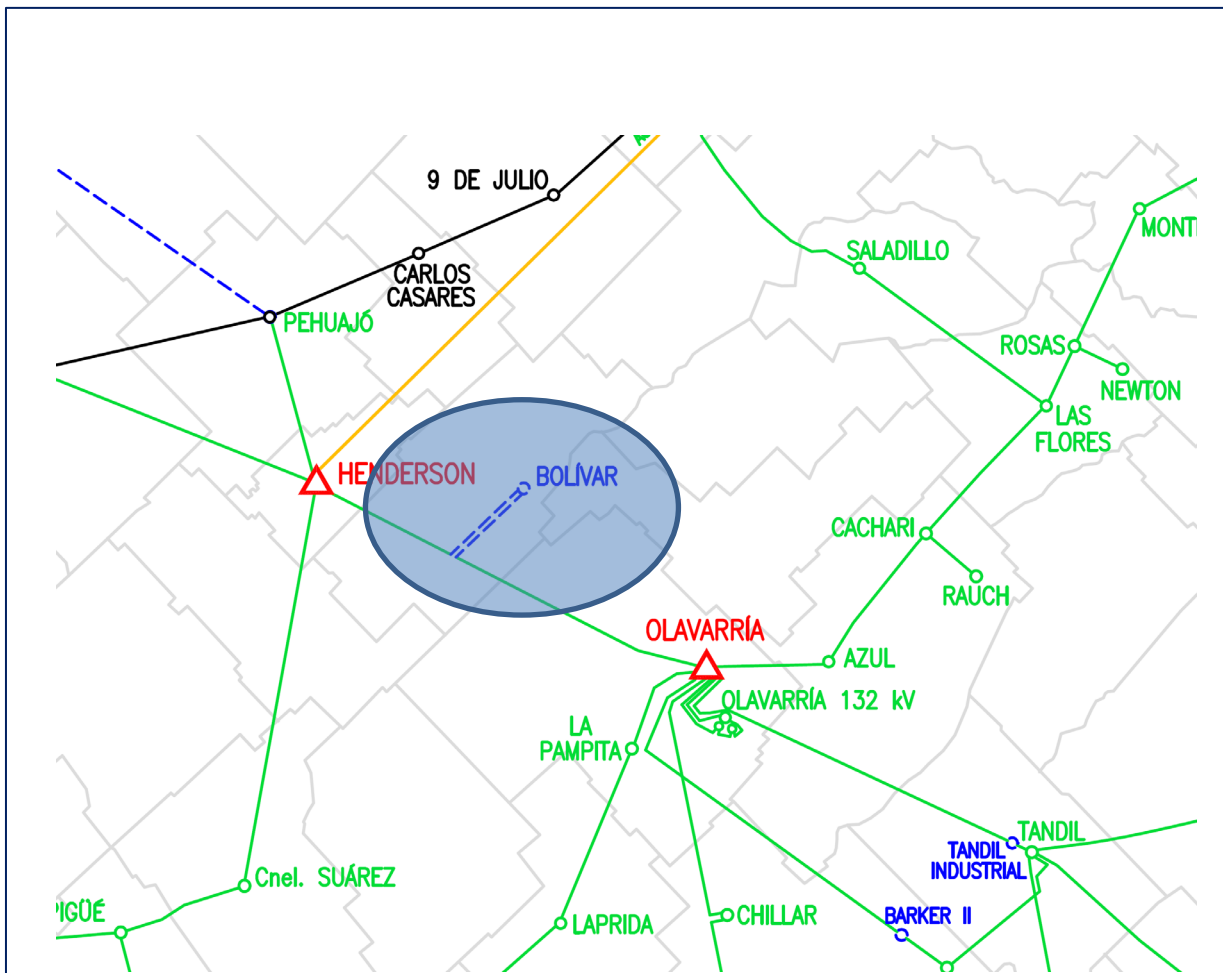 9 DE JULIO
CARLOS
CASARES
PEHUAJÓ
SALADILLO
MONT
ROSAS
NEWTON
LAS
FLORES
HENDERSON
BOLÍVAR
CACHARI
RAUCH
OLAVARRÍA
AZUL
OLAVARRÍA 132 kV
LA
PAMPITA
TANDIL
TANDIL
INDUSTRIAL
Cnel. SUÁREZ
PIGÜÉ
LAPRIDA
CHILLAR
BARKER II